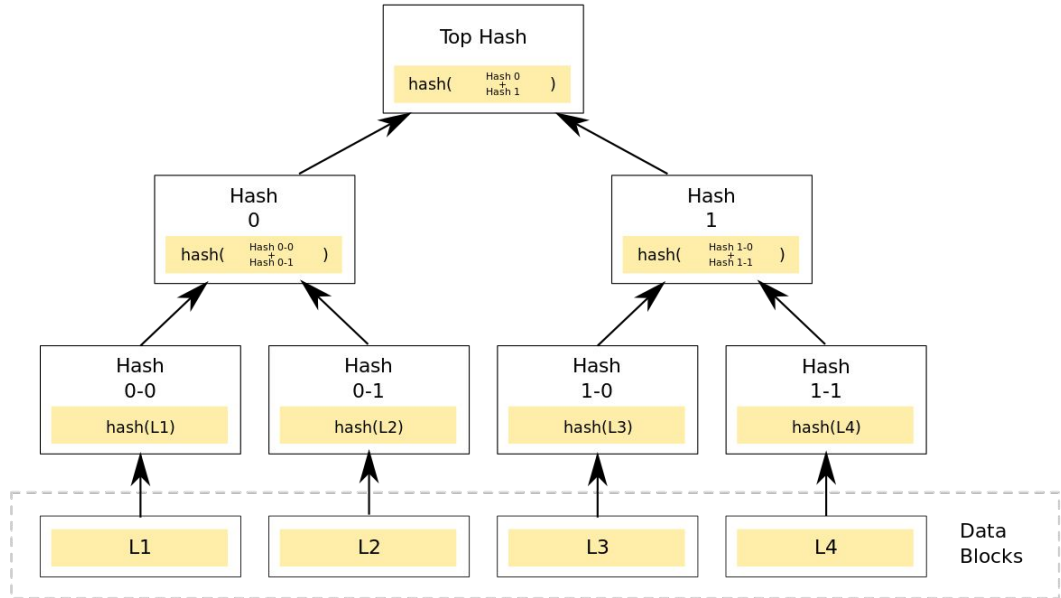 Top Hash
Hash 0
hash( + )
Hash 1
Hash
0
Hash 0-0
hash( + )
Hash 0-1
Hash
1
Hash 1-0
hash( + )
Hash 1-1
Hash
0-0
hash(L1)
Hash
0-1
hash(L2)
Hash
1-0
hash(L3)
Hash
1-1
hash(L4)
L1
L2
L3
L4
Data
Blocks